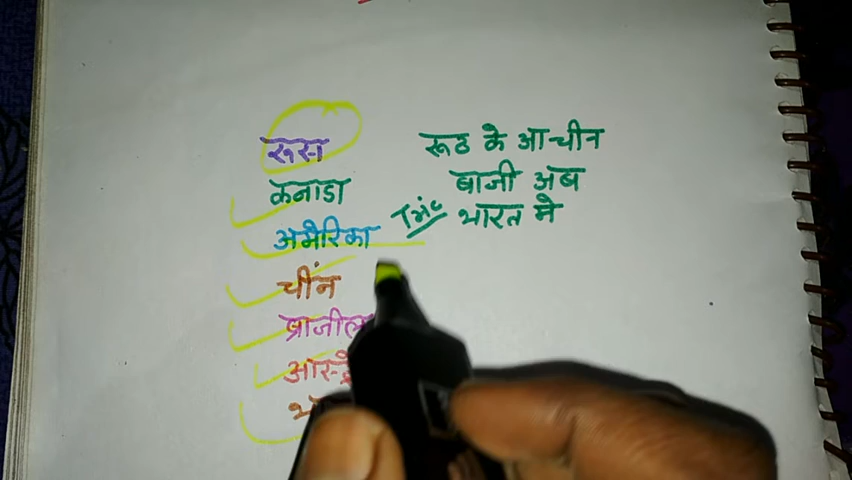 रूस
कनाडा
अमेरिका
चींन
ब्राजील
रूठ के आ चीन
बाजी अब
भारत मे